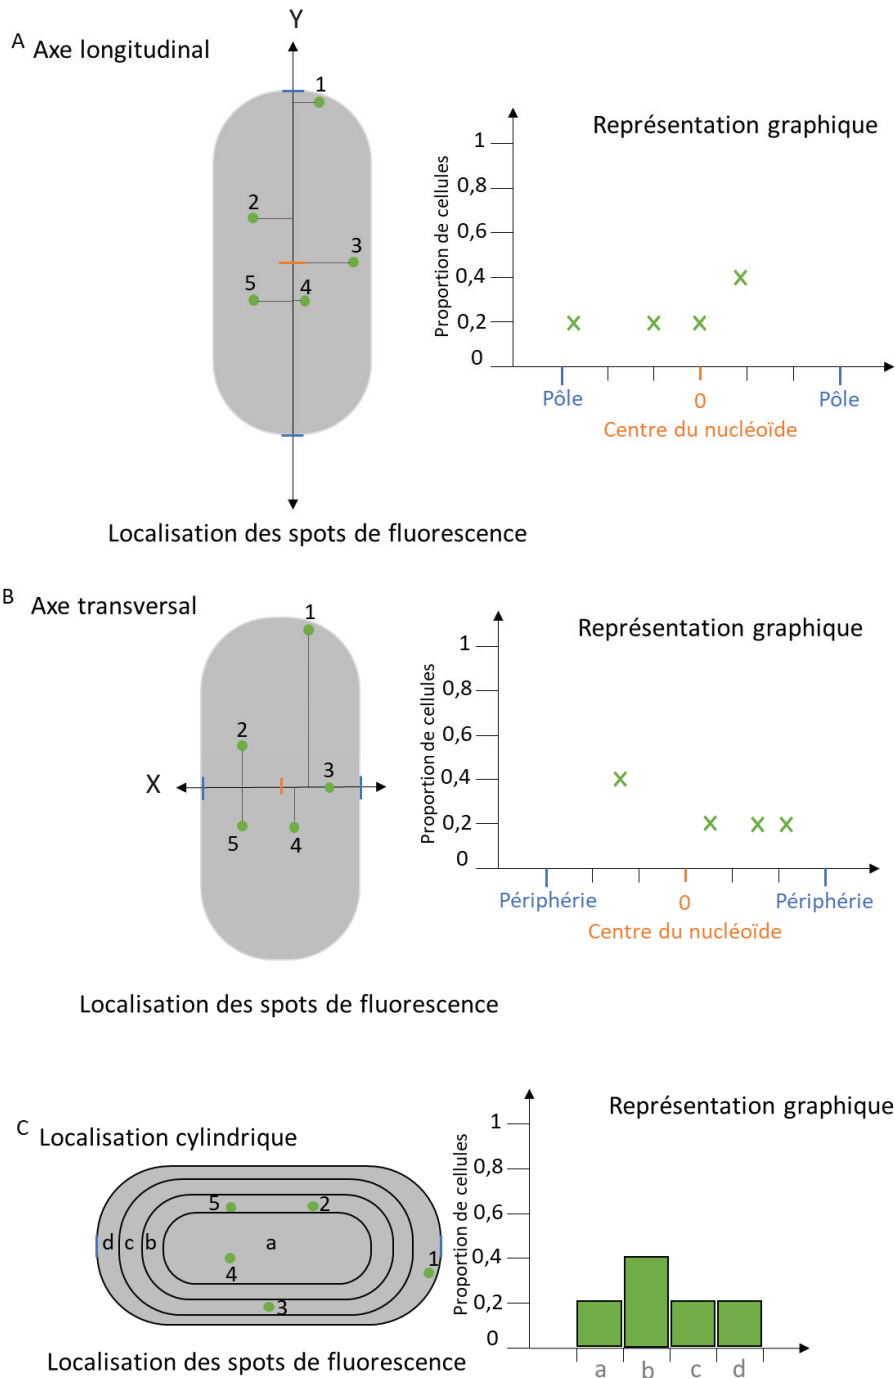 A Axe longitudinal
Y
1
2
3
5
4
Localisation des spots de fluorescence
Représentation graphique
Proportion de cellules
1
0,8
0,6
0,4
0,2
0
Pôle
0
Pôle
Centre du nucléoïde
B Axe transversal
1
2
X
3
5
4
Localisation des spots de fluorescence
Représentation graphique
Proportion de cellules
1
0,8
0,6
0,4
0,2
0
Périphérie
0
Périphérie
Centre du nucléoïde
C Localisation cylindrique
5
2
d c b a
1
4
3
Localisation des spots de fluorescence
Représentation graphique
Proportion de cellules
1
0,8
0,6
0,4
0,2
0
a b c d